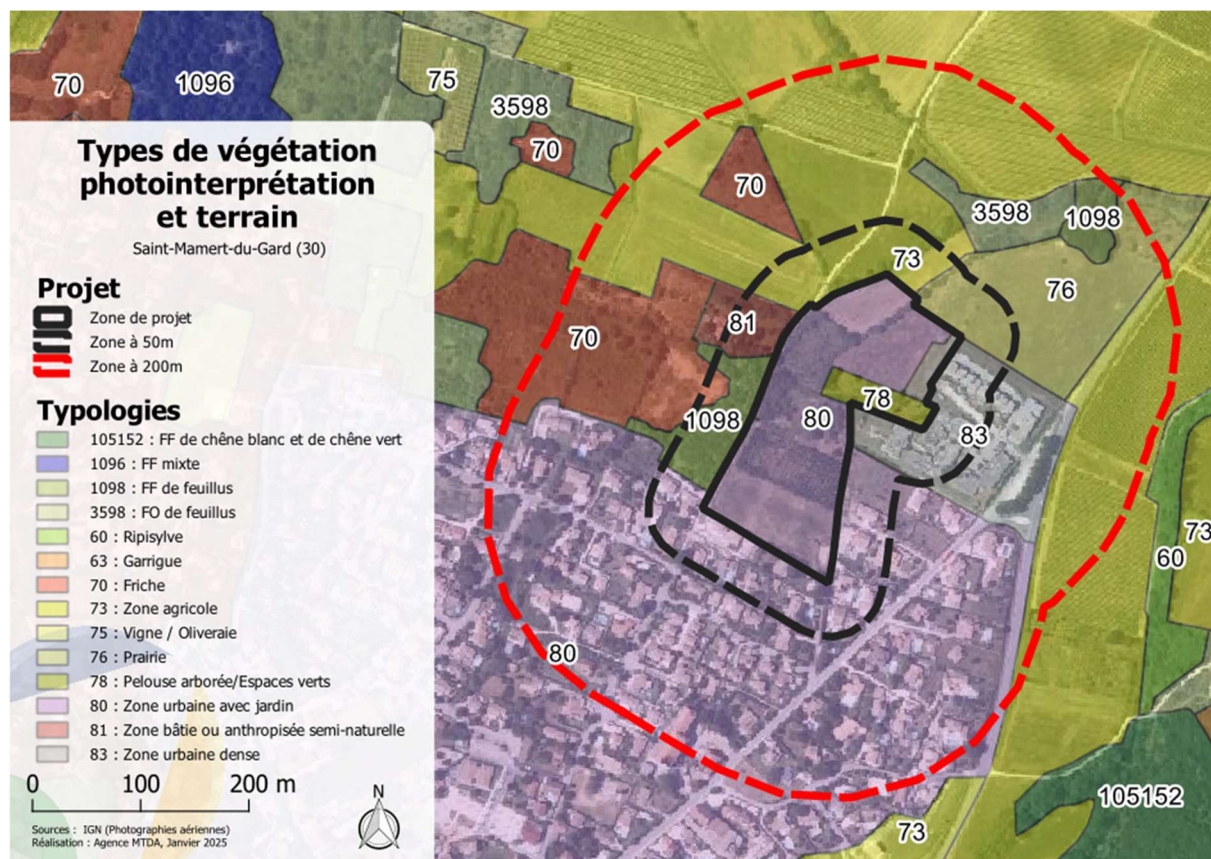 Types de végétation
photointerprétation
et terrain
Saint-Mamert-du-Gard (30)
Projet
Zone de projet
Zone à 50m
Zone à 200m
Typologies
105152 : FF de chêne blanc et de chêne vert
1096 : FF mixte
1098 : FF de feuillus
3598 : FO de feuillus
60 : Ripisylve
63 : Garrigue
70 : Friche
73 : Zone agricole
75 : Vigne / Oliveraie
76 : Prairie
78 : Pelouse arborée/Espaces verts
80 : Zone urbaine avec jardin
81 : Zone bâtie ou anthropisée semi-naturelle
83 : Zone urbaine dense
0 100 200 m
N
Sources : IGN (Photographies aériennes)
Réalisation : Agence MTDA, Janvier 2025
70
1096
75
3598
70
70
3598
1098
73
76
81
70
78
1098
80
83
73
60
80
105152
73